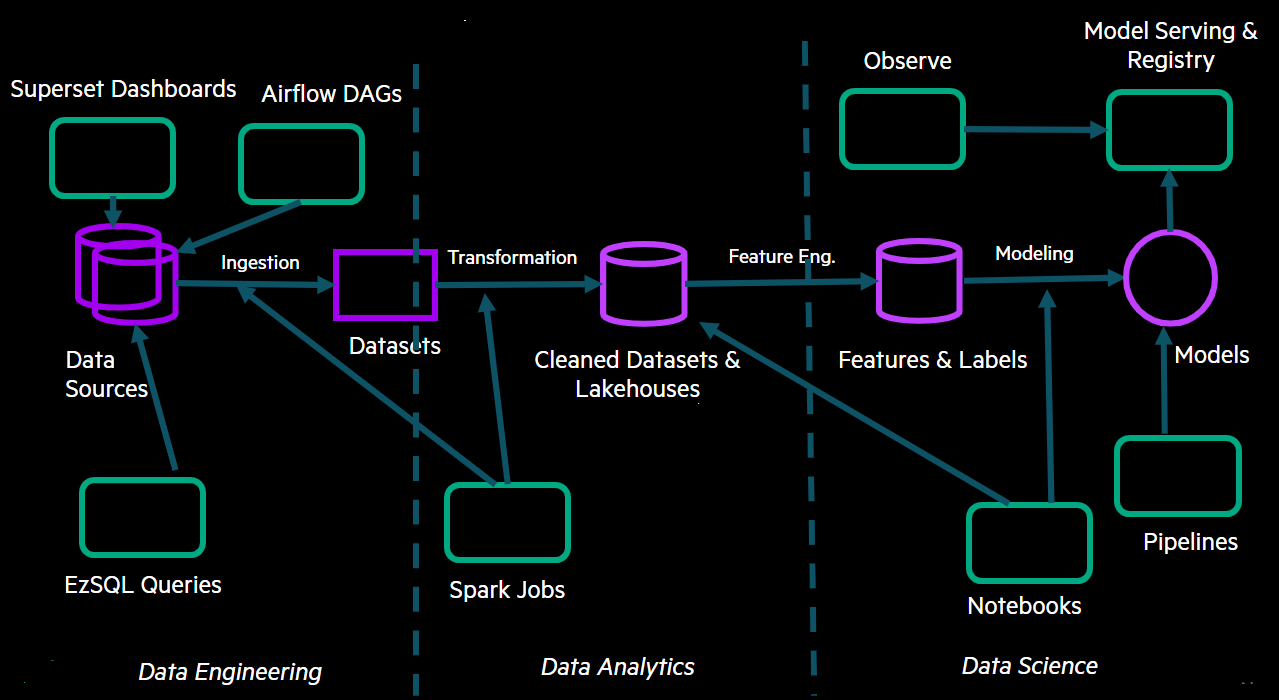 Superset Dashboards
Airflow DAGs
Observe
Model Serving &
Registry
Ingestion
Transformation
Feature Eng.
Modeling
Data
Sources
Datasets
Cleaned Datasets &
Lakehouses
Features & Labels
Models
EzSQL Queries
Spark Jobs
Notebooks
Pipelines
Data Engineering
Data Analytics
Data Science